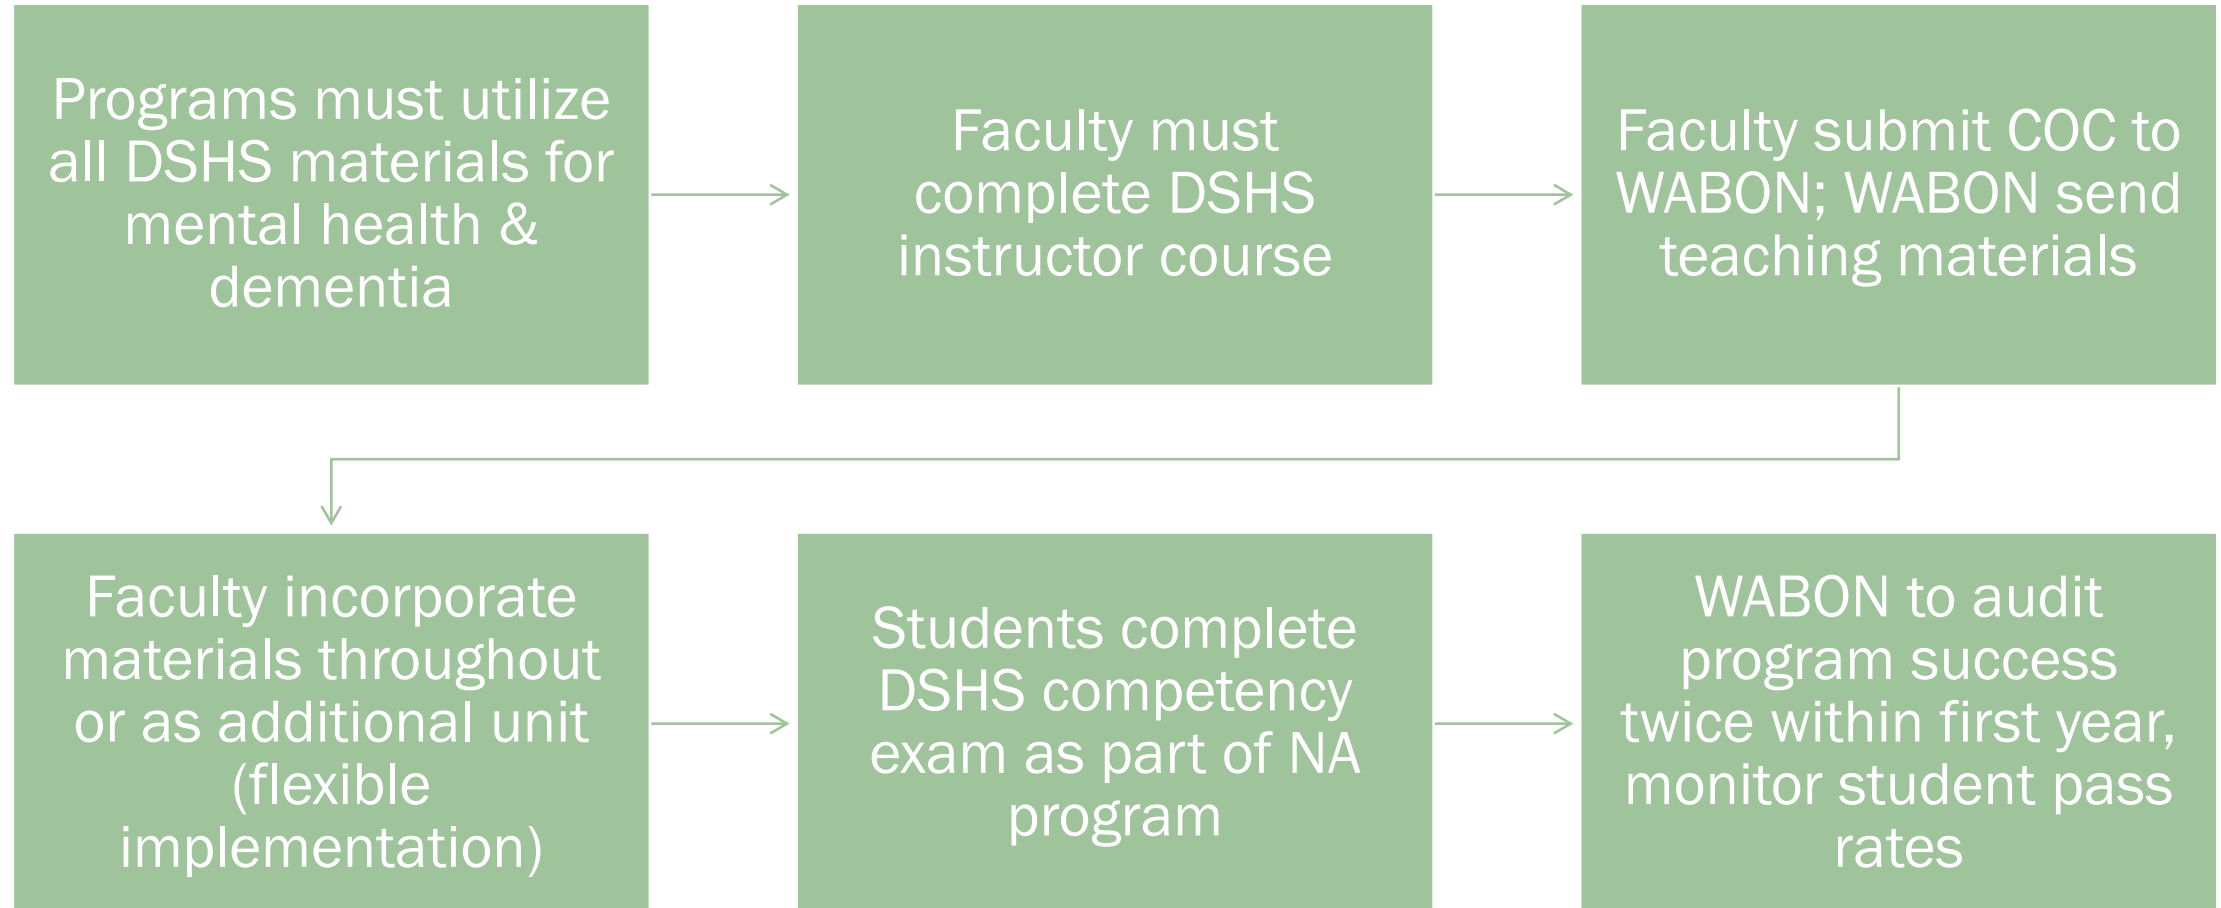 Programs must utilize
all DSHS materials for
mental health &
dementia
Faculty must
complete DSHS
instructor course
Faculty submit COC to
WABON; WABON send
teaching materials
Faculty incorporate
materials throughout
or as additional unit
(flexible
implementation)
Students complete
DSHS competency
exam as part of NA
program
WABON to audit
program success
twice within first year,
monitor student pass
rates